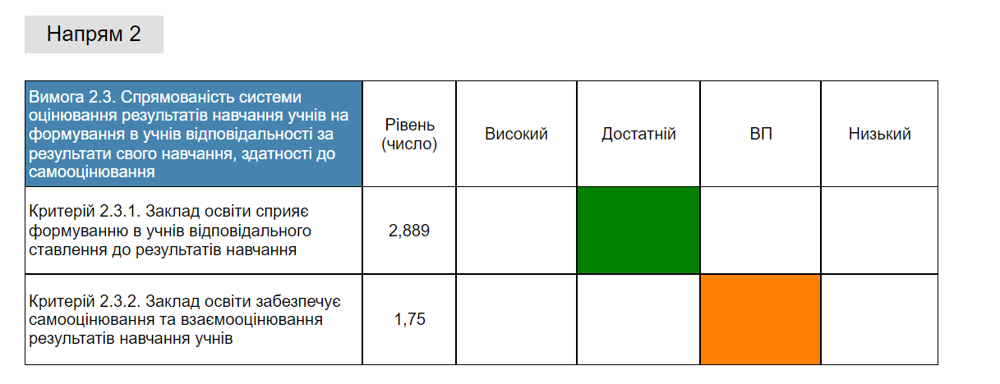 Напрям 2
Вимога 2.3. Спрямованість системи
оцінювання результатів навчання учнів на
формування в учнів відповідальності за
результати свого навчання, здатності до
самооцінювання
Рівень
(число)
Високий
Достатній
ВП
Низький
Критерій 2.3.1. Заклад освіти сприяє
формуванню в учнів відповідального
ставлення до результатів навчання
2,889
Критерій 2.3.2. Заклад освіти забезпечує
самооцінювання та взаємооцінювання
результатів навчання учнів
1,75